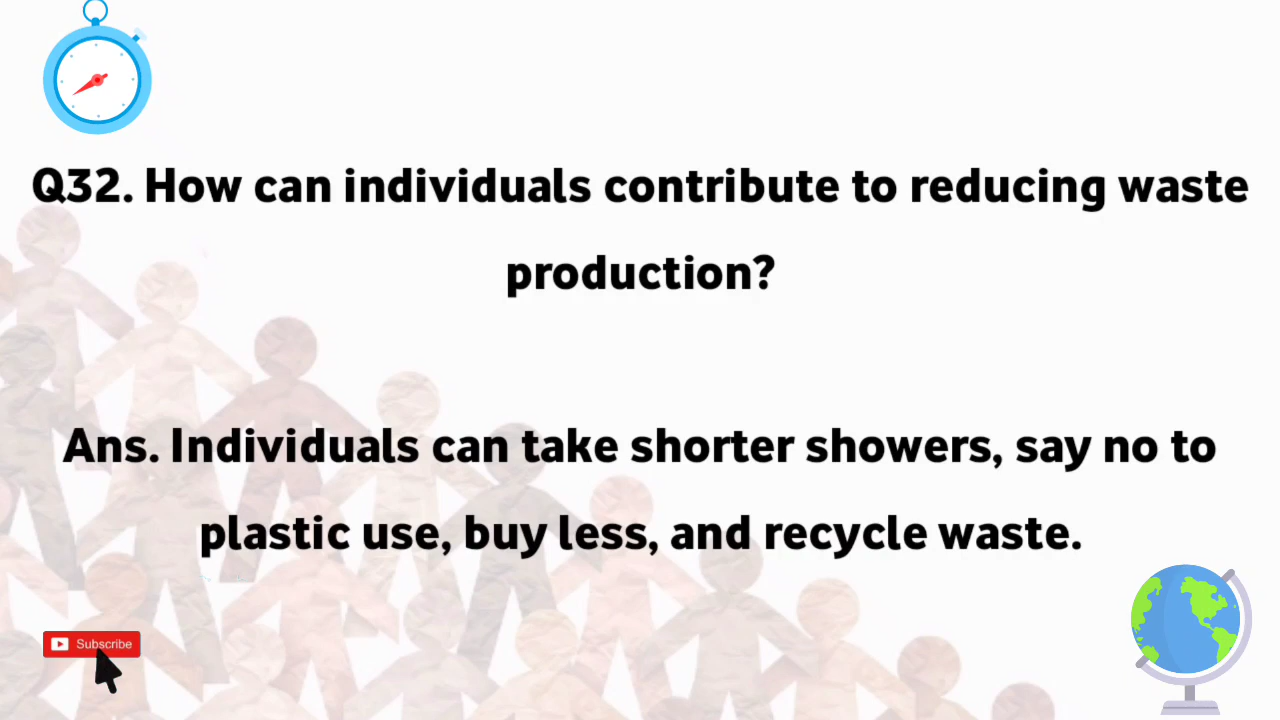 Q32. How can individuals contribute to reducing waste
production?
Ans. Individuals can take shorter showers, say no to
plastic use, buy less, and recycle waste.
Subscribe